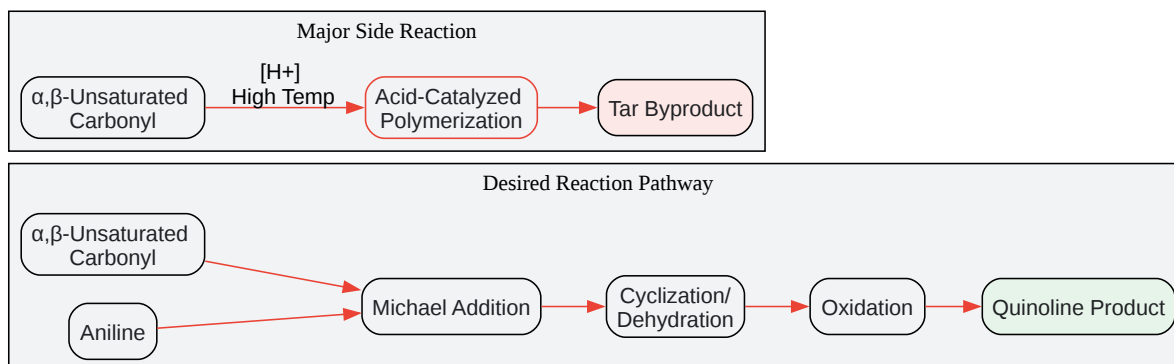 Major Side Reaction
α,β-Unsaturated
Carbonyl
[H+]
High Temp
Acid-Catalyzed
Polymerization
Tar Byproduct
Desired Reaction Pathway
α,β-Unsaturated
Carbonyl
Aniline
Michael Addition
Cyclization/
Dehydration
Oxidation
Quinoline Product